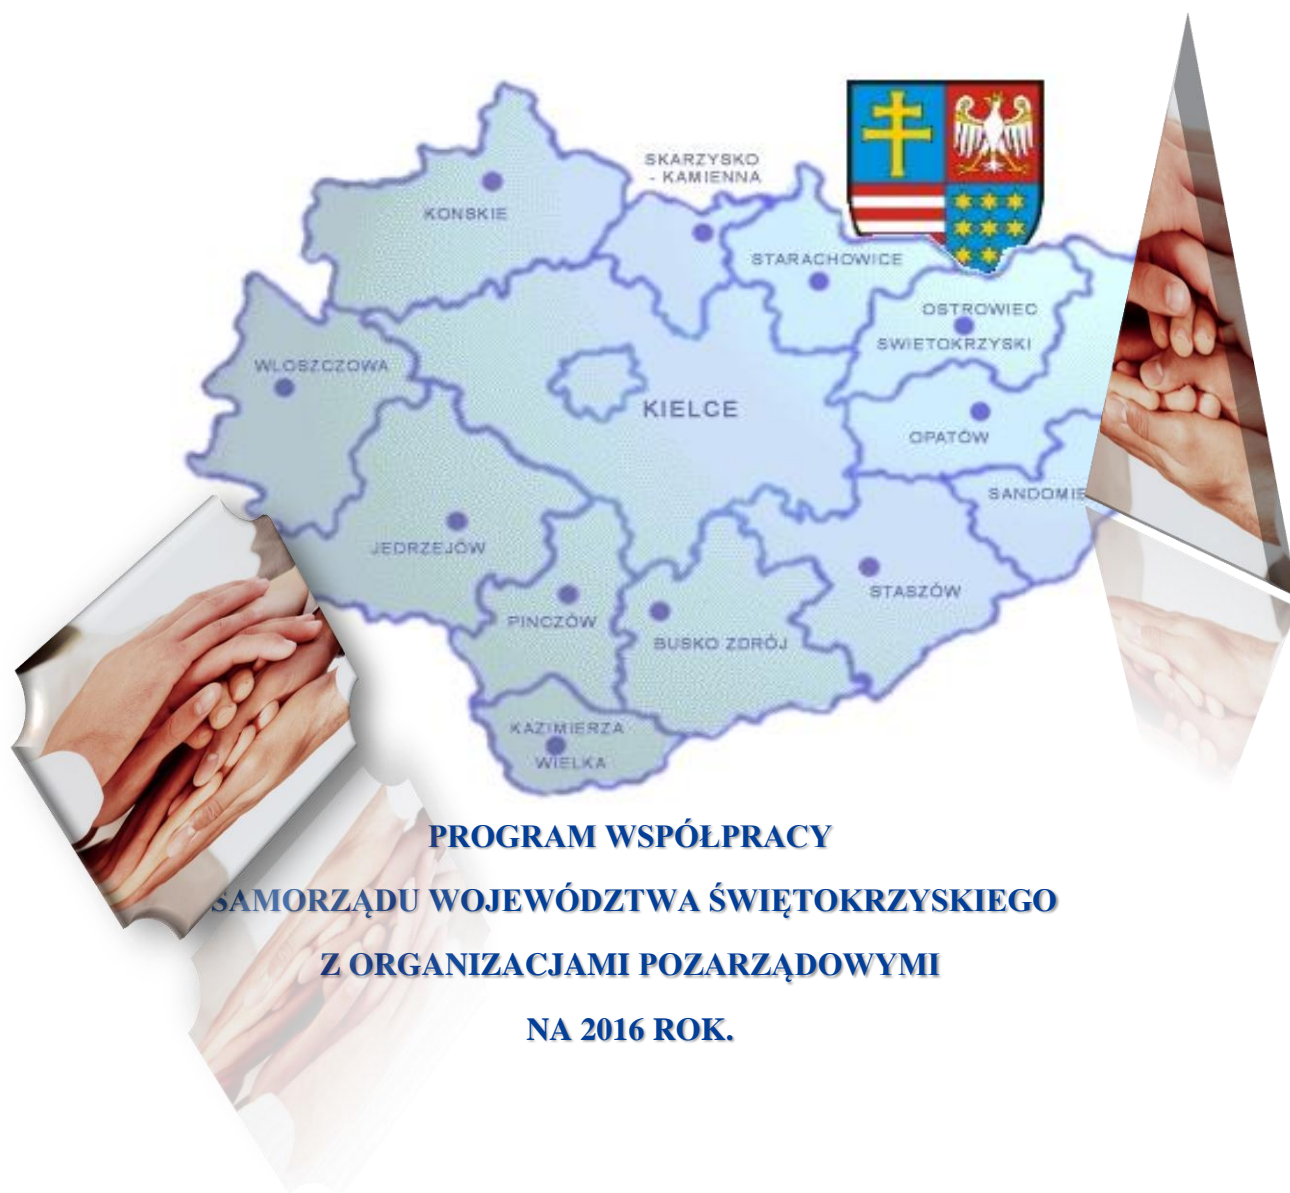 SKARZYSKO
- KAMIENNA
KONSKIE
STARACHOWICE
OSTROWIEC
SWIETOKRZYSKI
WLOSZCZOWA
KIELCE
OPATÓW
SANDOMIE
JEDRZEJÓW
STASZÓW
PINCZÓW
BUSKO ZDRÓJ
KAZIMIERZA
WIELKA
PROGRAM WSPÓŁPRACY
SAMORZĄDU WOJEWÓDZTWA ŚWIĘTOKRZYSKIEGO
Z ORGANIZACJAMI POZARZĄDOWYMI
NA 2016 ROK.